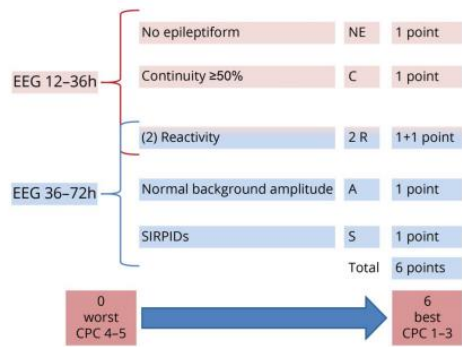 No epileptiform NE 1 point
EEG 12–36h
Continuity ≥50% C 1 point
(2) Reactivity 2 R 1+1 point
EEG 36–72h
Normal background amplitude A 1 point
SIRPIDs S 1 point
Total 6 points
0
worst
CPC 4–5
6
best
CPC 1–3